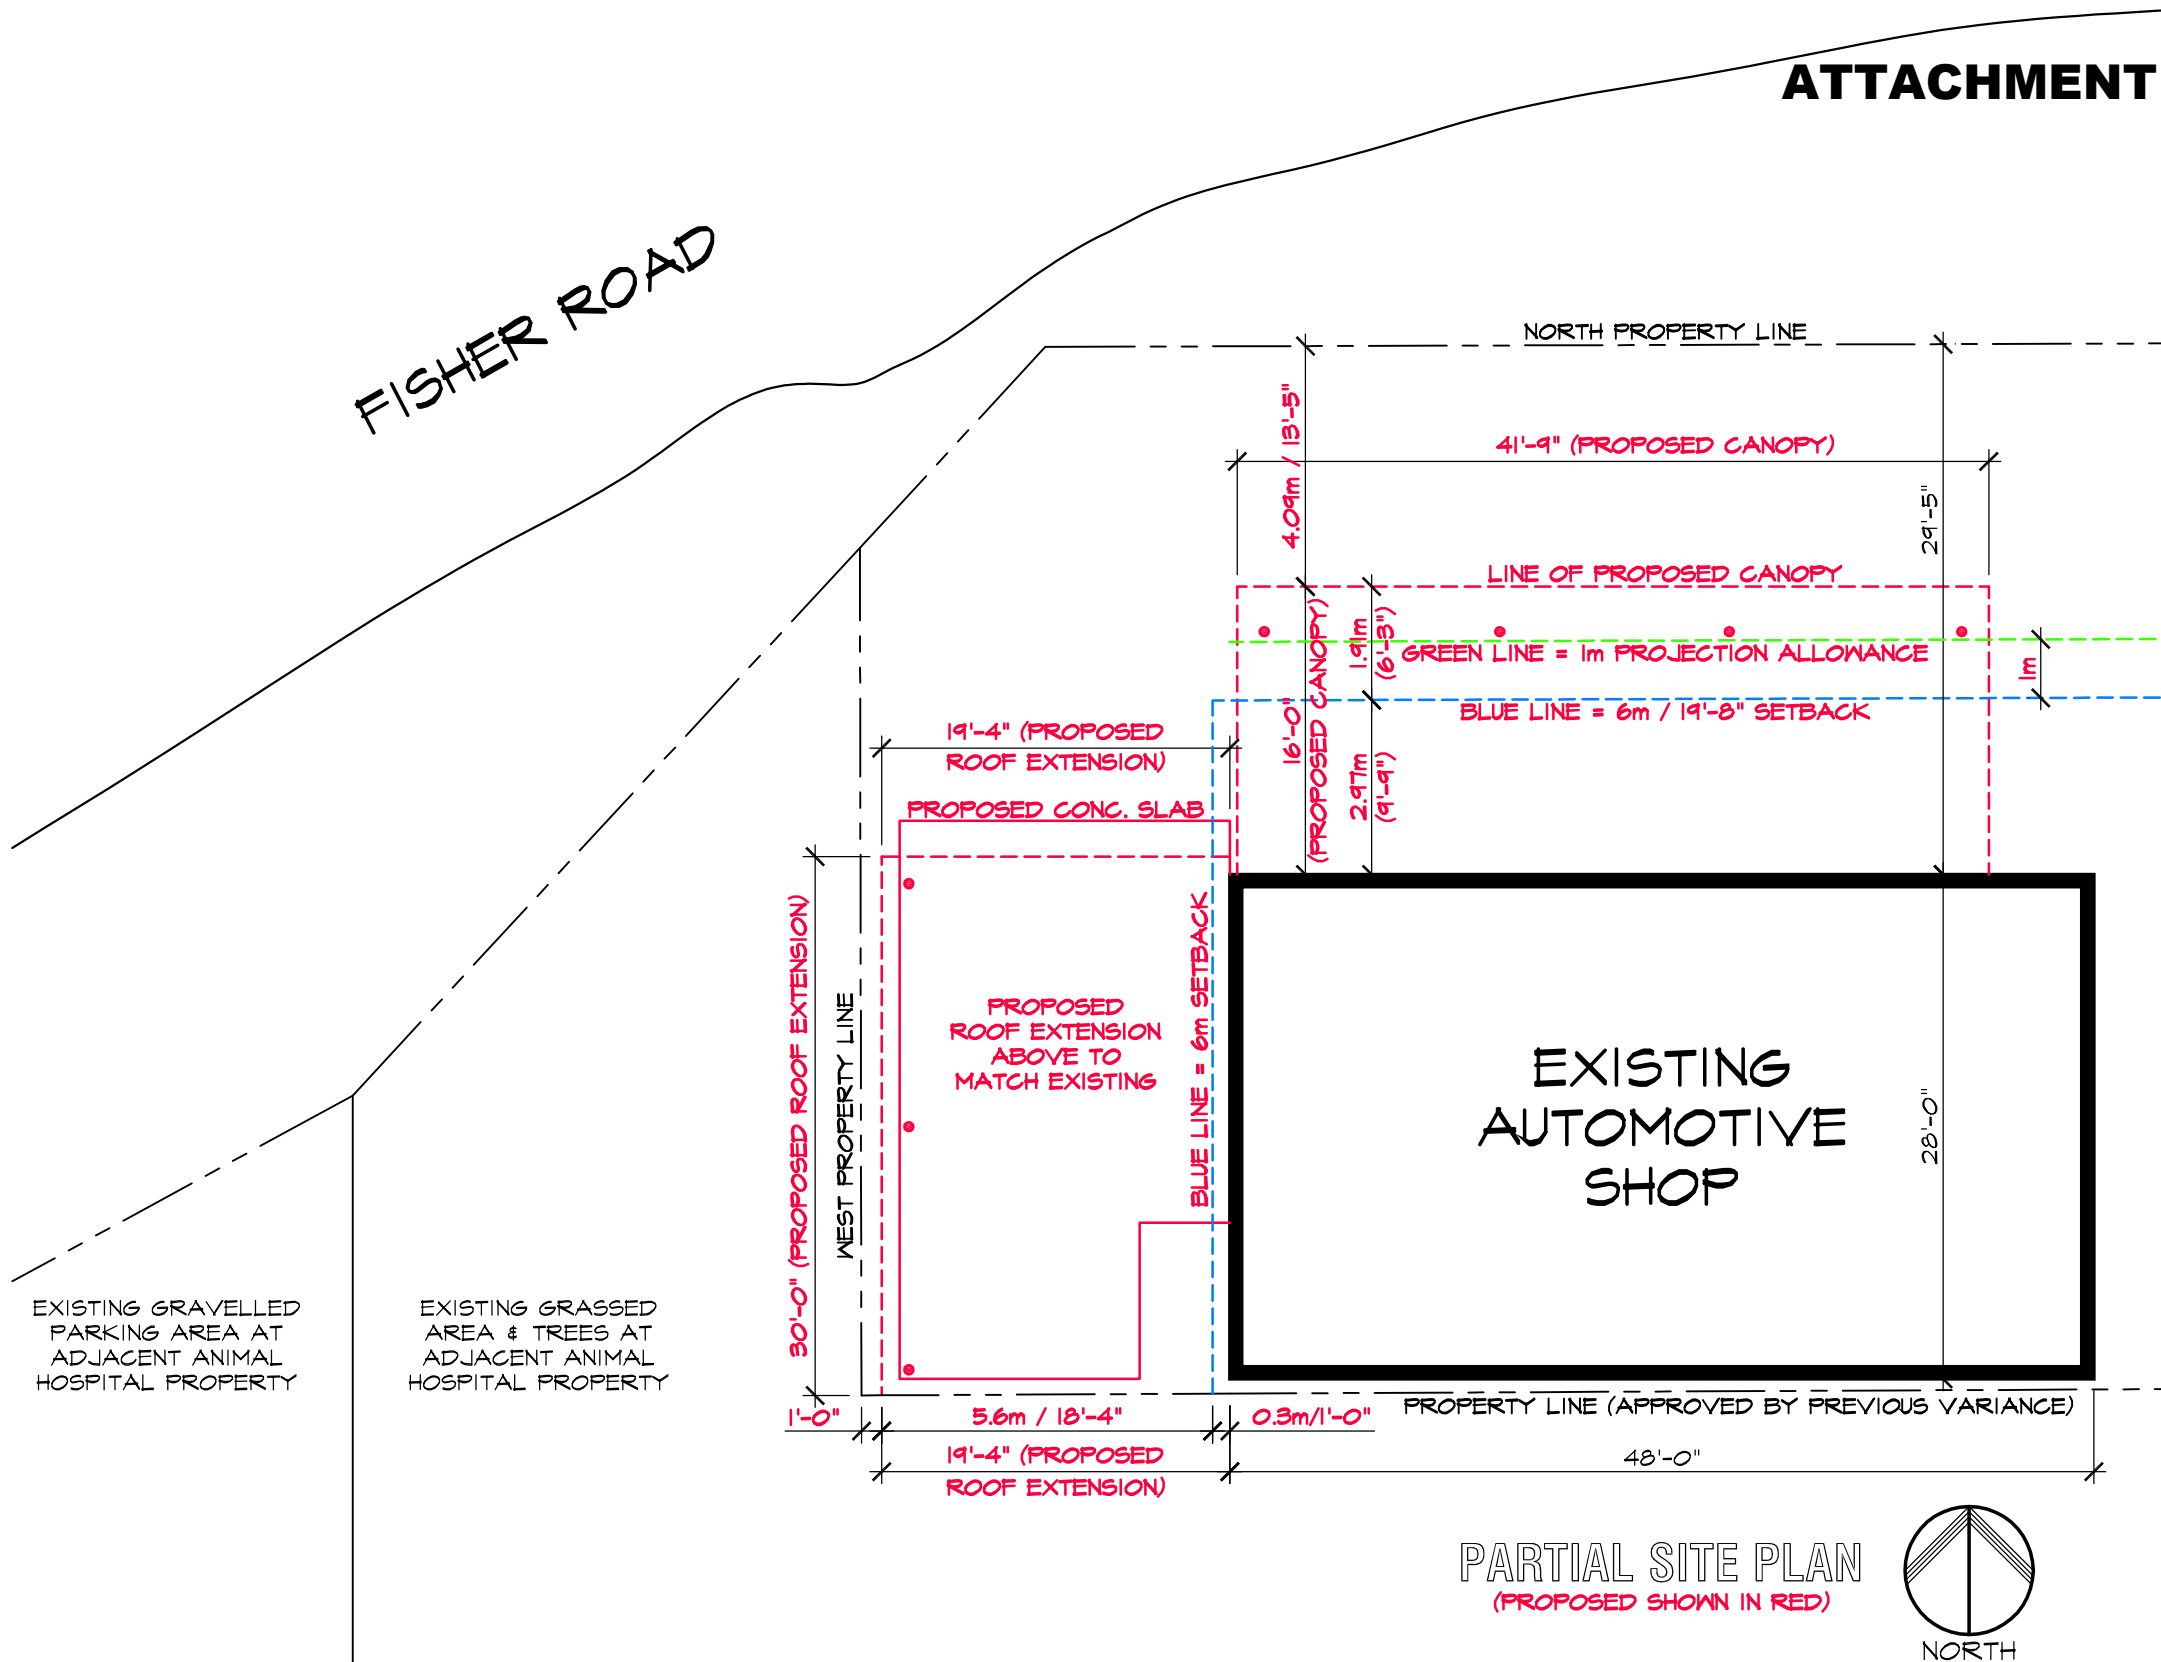 ATTACHMENT
FISHER ROAD
NORTH PROPERTY LINE
4.09m / 13'-5"
41'-9" (PROPOSED CANOPY)
29'-5"
LINE OF PROPOSED CANOPY
16'-0"
(PROPOSED CANOPY)
1.91m
(6'-3")
GREEN LINE = 1m PROJECTION ALLOWANCE
1m
BLUE LINE = 6m / 19'-8" SETBACK
2.97m
(9'-9")
19'-4" (PROPOSED
ROOF EXTENSION)
PROPOSED CONC. SLAB
30'-0" (PROPOSED ROOF EXTENSION)
WEST PROPERTY LINE
PROPOSED
ROOF EXTENSION
ABOVE TO
MATCH EXISTING
BLUE LINE = 6m SETBACK
EXISTING
AUTOMOTIVE
SHOP
28'-0"
EXISTING GRAVELLED
PARKING AREA AT
ADJACENT ANIMAL
HOSPITAL PROPERTY
EXISTING GRASSED
AREA & TREES AT
ADJACENT ANIMAL
HOSPITAL PROPERTY
1'-0"
5.6m / 18'-4"
0.3m/1'-0"
PROPERTY LINE (APPROVED BY PREVIOUS VARIANCE)
19'-4" (PROPOSED
ROOF EXTENSION)
48'-0"
PARTIAL SITE PLAN
(PROPOSED SHOWN IN RED)
NORTH